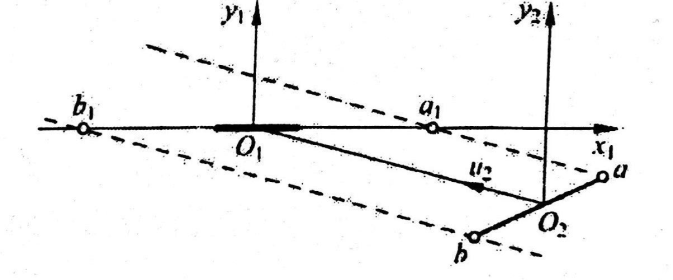 y₁ y₂
b₁ a₁
O₁ x₁
u₂ a
b O₂